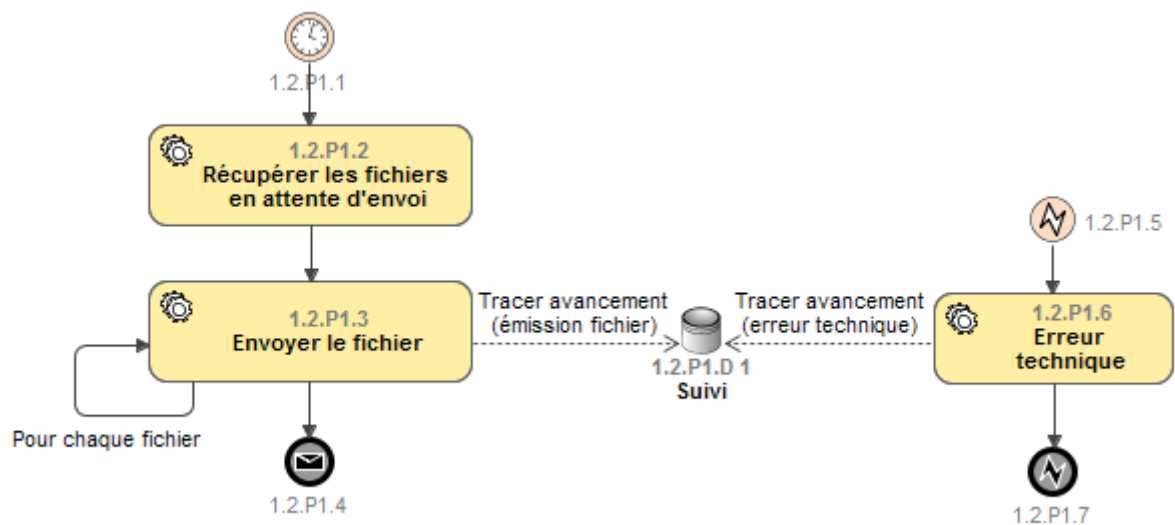 1.2.P1.1
1.2.P1.2
Récupérer les fichiers
en attente d'envoi
1.2.P1.5
1.2.P1.3
Envoyer le fichier
Tracer avancement
(émission fichier)
Tracer avancement
(erreur technique)
1.2.P1.D 1
Suivi
1.2.P1.6
Erreur
technique
Pour chaque fichier
1.2.P1.4
1.2.P1.7